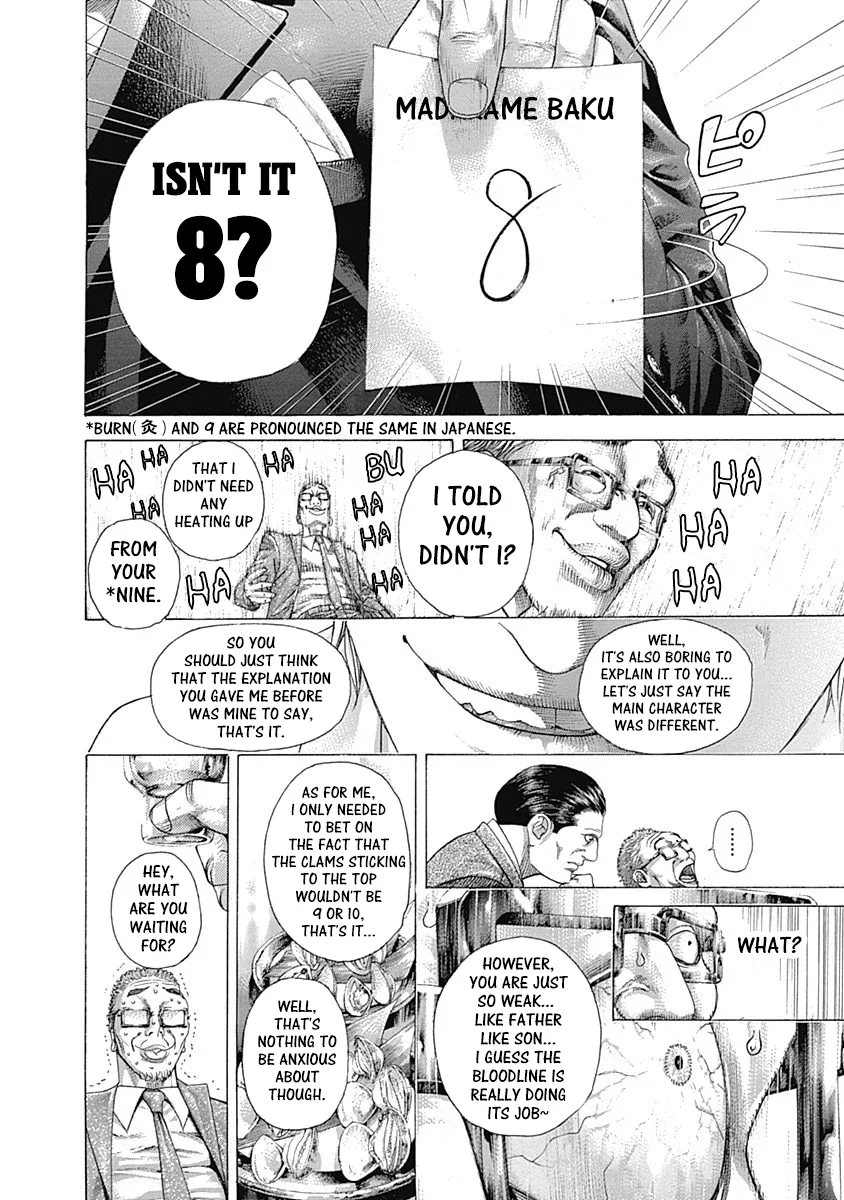 MADARAME BAKU
8
ピラ
ISN'T IT
8?
*BURN(灸) AND 9 ARE PRONOUNCED THE SAME IN JAPANESE.
I TOLD
YOU,
DIDN'T I?
HA
HA
HA
BU
HA
HA
HA
HA
THAT I
DIDN'T NEED
ANY
HEATING UP
HA
HA
HA
HA
FROM
YOUR
*NINE.
WELL,
IT'S ALSO BORING TO
EXPLAIN IT TO YOU...
LET'S JUST SAY THE
MAIN CHARACTER
WAS DIFFERENT.
SO YOU
SHOULD JUST THINK
THAT THE EXPLANATION
YOU GAVE ME BEFORE
WAS MINE TO SAY,
THAT'S IT.
......
WHAT?
HOWEVER,
YOU ARE JUST
SO WEAK...
LIKE FATHER
LIKE SON...
I GUESS THE
BLOODLINE IS
REALLY DOING
ITS JOB~
AS FOR ME,
I ONLY NEEDED
TO BET ON
THE FACT THAT
THE CLAMS STICKING
TO THE TOP
WOULDN'T BE
9 OR 10,
THAT'S IT...
WELL,
THAT'S
NOTHING TO
BE ANXIOUS
ABOUT
THOUGH.
HEY,
WHAT
ARE YOU
WAITING
FOR?